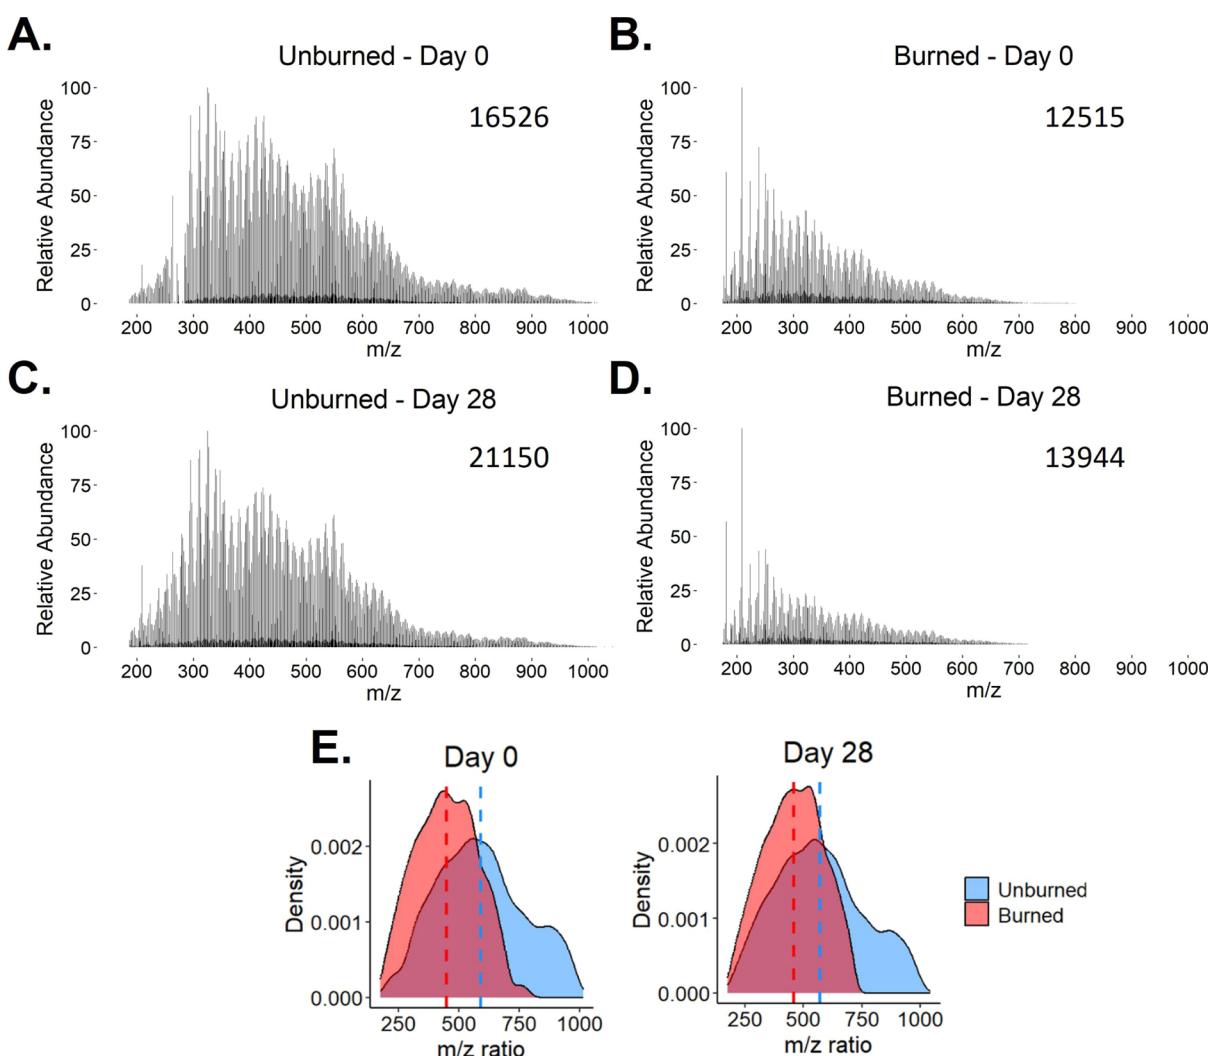 A.
Unburned - Day 0
16526
Relative Abundance
100
75
50
25
0
200 300 400 500 600 700 800 900 1000
m/z
B.
Burned - Day 0
12515
Relative Abundance
100
75
50
25
0
200 300 400 500 600 700 800 900 1000
m/z
C.
Unburned - Day 28
21150
Relative Abundance
100
75
50
25
0
200 300 400 500 600 700 800 900 1000
m/z
D.
Burned - Day 28
13944
Relative Abundance
100
75
50
25
0
200 300 400 500 600 700 800 900 1000
m/z
E.
Day 0
Density
0.002
0.001
0.000
250 500 750 1000
m/z ratio
Day 28
Density
0.002
0.001
0.000
250 500 750 1000
m/z ratio
Unburned
Burned